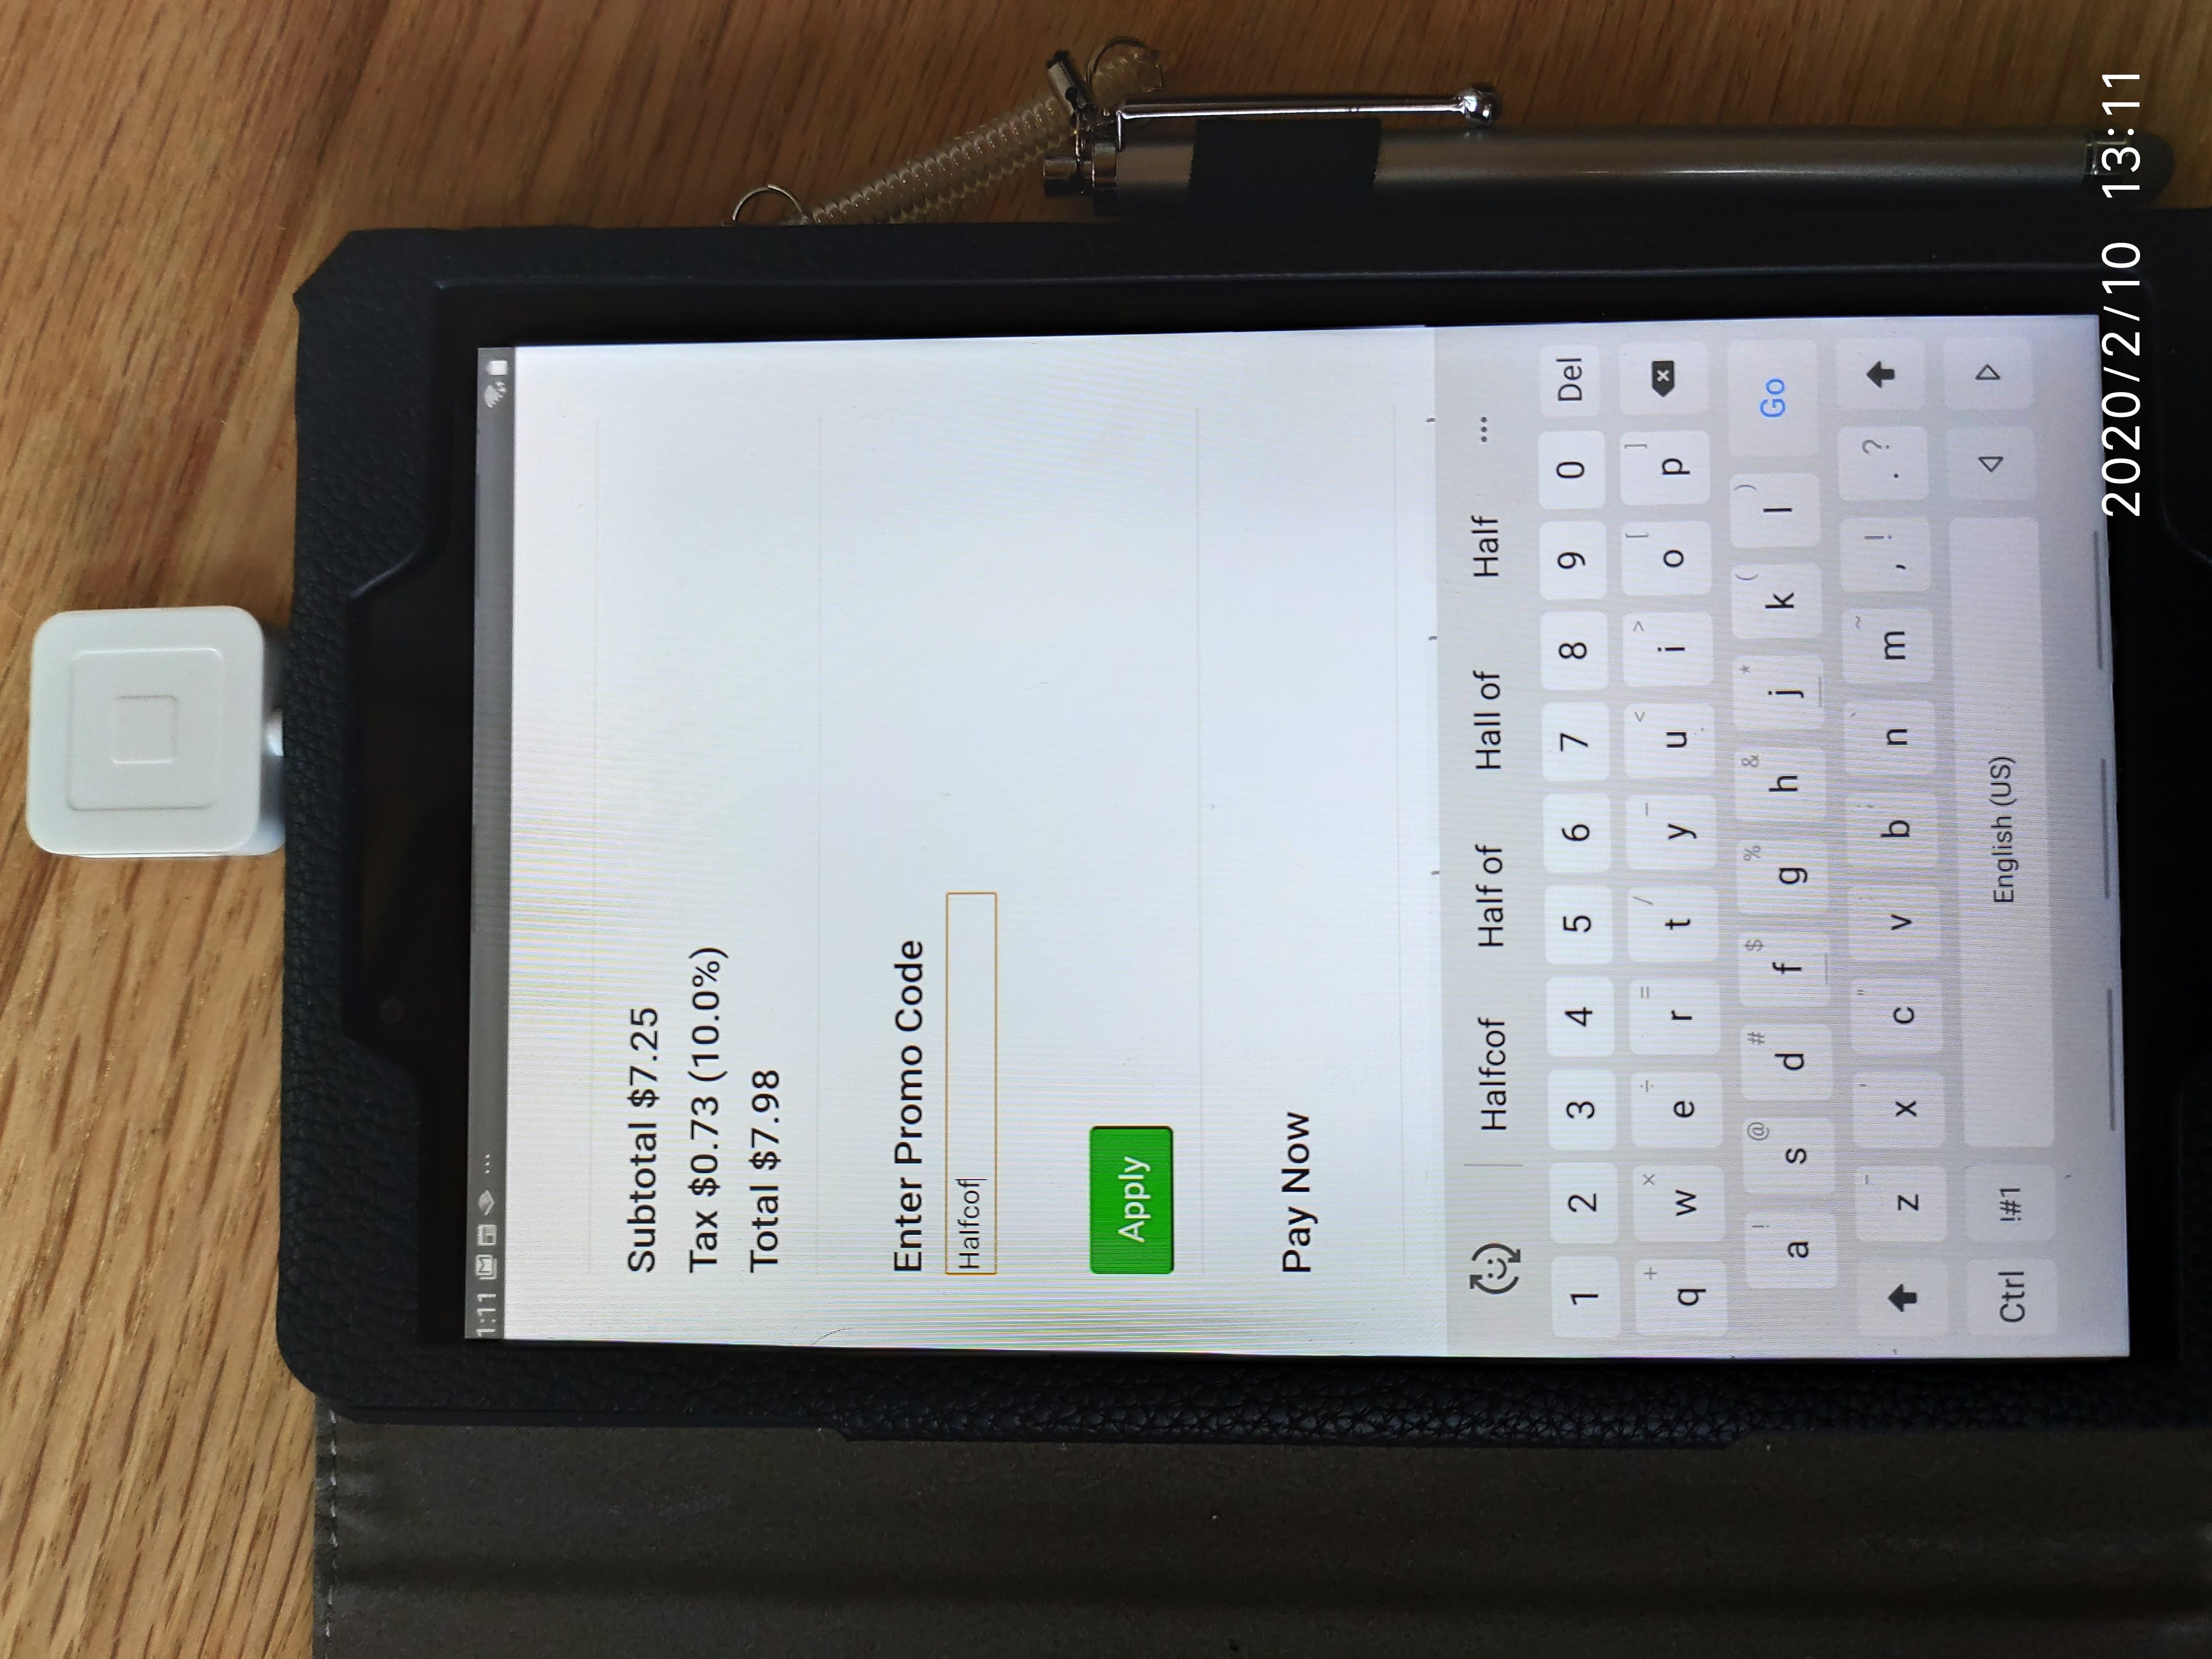 1:11 ...
Subtotal $7.25
Tax $0.73 (10.0%)
Total $7.98
Enter Promo Code
Halfcof
Apply
Pay Now
Halfcof Half of Hall of Half ...
1 2 3 4 5 6 7 8 9 0 Del
+ × ÷ = / _ < > [ ]
q w e r t y u i o p
! @ # $ % & * ( )
a s d f g h j k l Go
- ' " : ; ` ~ ! ?
z x c v b n m , .
Ctrl !#1 English (US)
2020/2/10 13:11